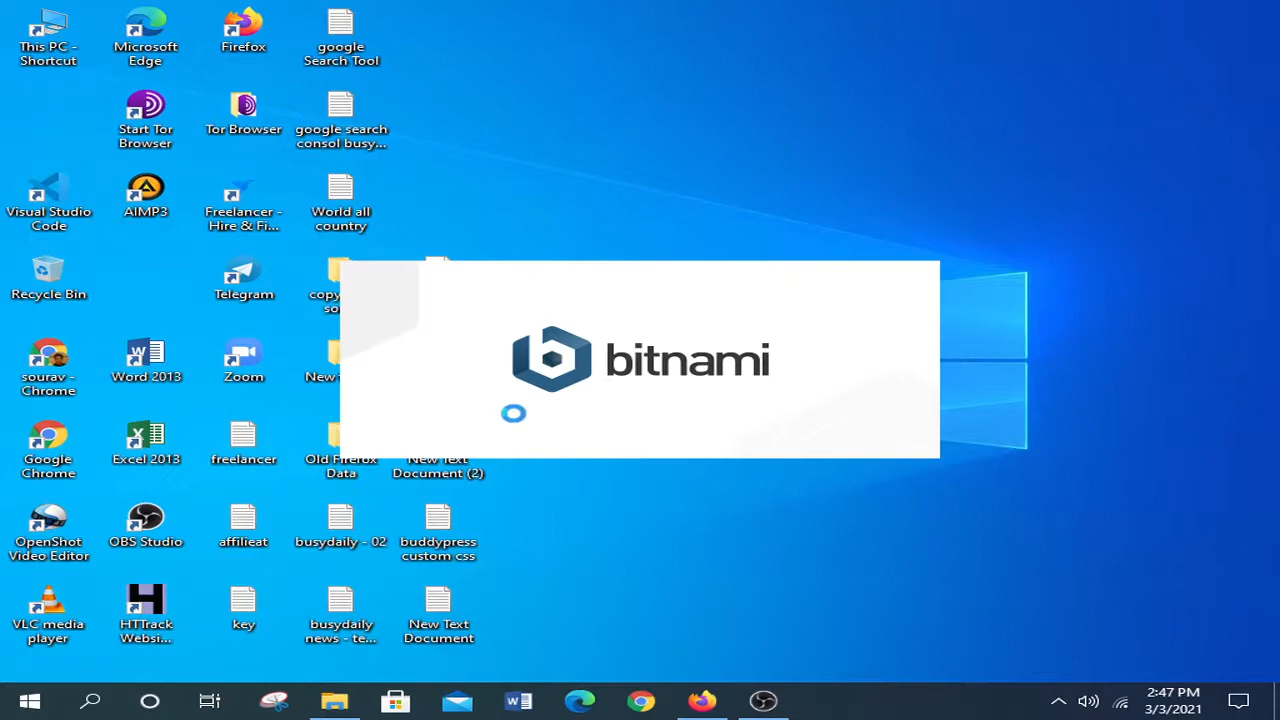 This PC -
Shortcut
Microsoft
Edge
Firefox
google
Search Tool
Start Tor
Browser
Tor Browser
google search
consol busy...
Visual Studio
Code
AIMP3
Freelancer -
Hire & Fi...
World all
country
Recycle Bin
Telegram
copy
so
bitnami
sourav -
Chrome
Word 2013
Zoom
New
Google
Chrome
Excel 2013
freelancer
Old Firefox
Data
New Text
Document (2)
OpenShot
Video Editor
OBS Studio
affilieat
busydaily - 02
buddypress
custom css
VLC media
player
HTTrack
Websi...
key
busydaily
news - te...
New Text
Document
2:47 PM
3/3/2021